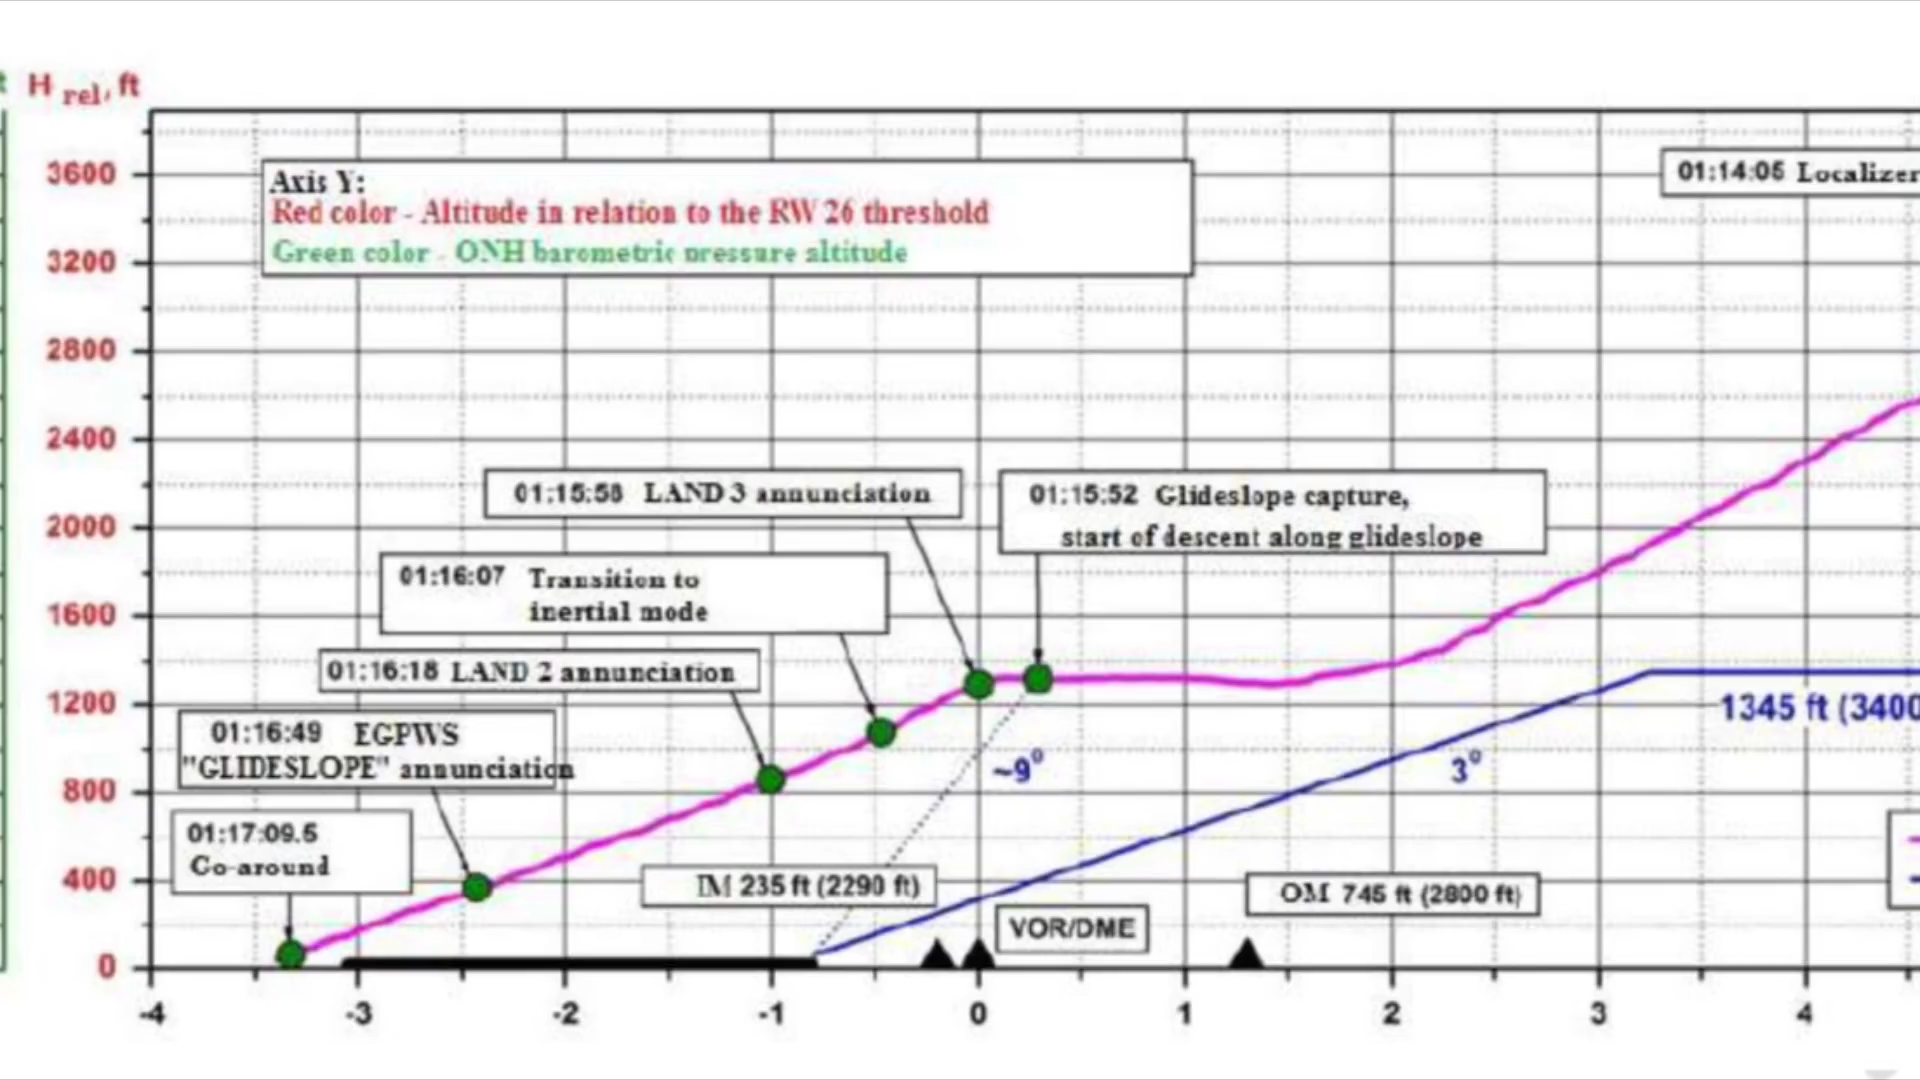 t
H rel, ft
3600
3200
2800
2400
2000
1600
1200
800
400
0
Axis Y:
Red color - Altitude in relation to the RW 26 threshold
Green color - QNH barometric pressure altitude
01:14:05 Localizer
01:15:58 LAND 3 annunciation
01:15:52 Glideslope capture,
start of descent along glideslope
01:16:07 Transition to
inertial mode
01:16:18 LAND 2 annunciation
01:16:49 EGPWS
"GLIDESLOPE" annunciation
01:17:09.5
Go-around
~9°
3°
1345 ft (3400
IM 235 ft (2290 ft)
OM 745 ft (2800 ft)
VOR/DME
-4 -3 -2 -1 0 1 2 3 4